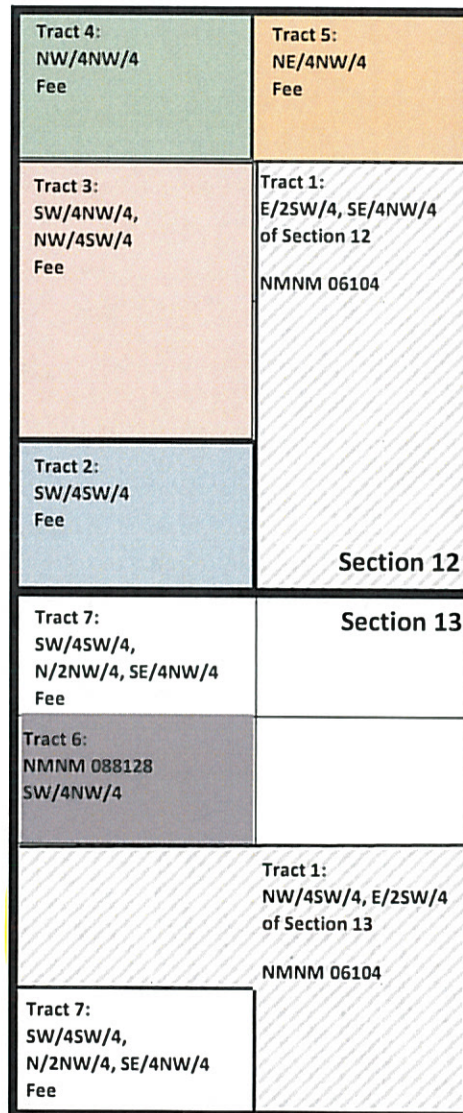 Tract 4:
NW/4NW/4
Fee
Tract 5:
NE/4NW/4
Fee
Tract 3:
SW/4NW/4,
NW/4SW/4
Fee
Tract 1:
E/2SW/4, SE/4NW/4
of Section 12
NMNM 06104
Tract 2:
SW/4SW/4
Fee
Section 12
Tract 7:
SW/4SW/4,
N/2NW/4, SE/4NW/4
Fee
Section 13
Tract 6:
NMNM 088128
SW/4NW/4
Tract 1:
NW/4SW/4, E/2SW/4
of Section 13
NMNM 06104
Tract 7:
SW/4SW/4,
N/2NW/4, SE/4NW/4
Fee